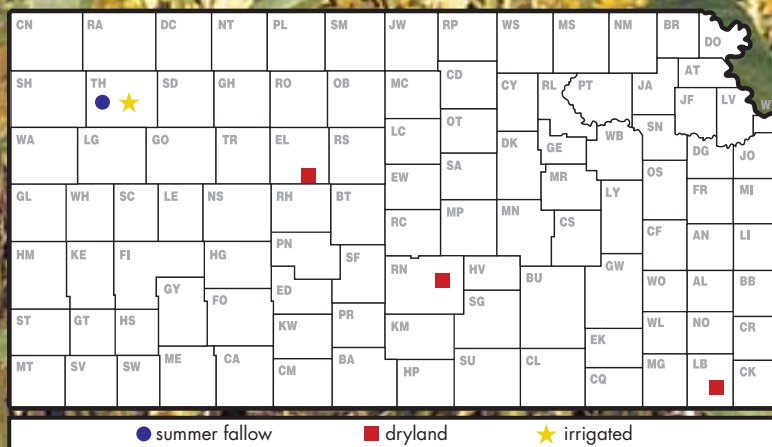 CN RA DC NT PL SM JW RP WS MS NM BR DO
SH TH SD GH RO OB MC CD CY RL PT JA AT JF LV W
WA LG GO TR EL RS LC OT SA DK GE WB SN DG JO
GL WH SC LE NS RH BT EW RC MP MN MR LY OS FR MI
HM KE FI HG PN SF RN HV CS BU GW CF AN LI
ST GT HS GY FO ED PR SG WO AL BB
KW KM EK WL NO CR
MT SV SW ME CA CM BA HP SU CL CQ MG LB CK
summer fallow dryland irrigated